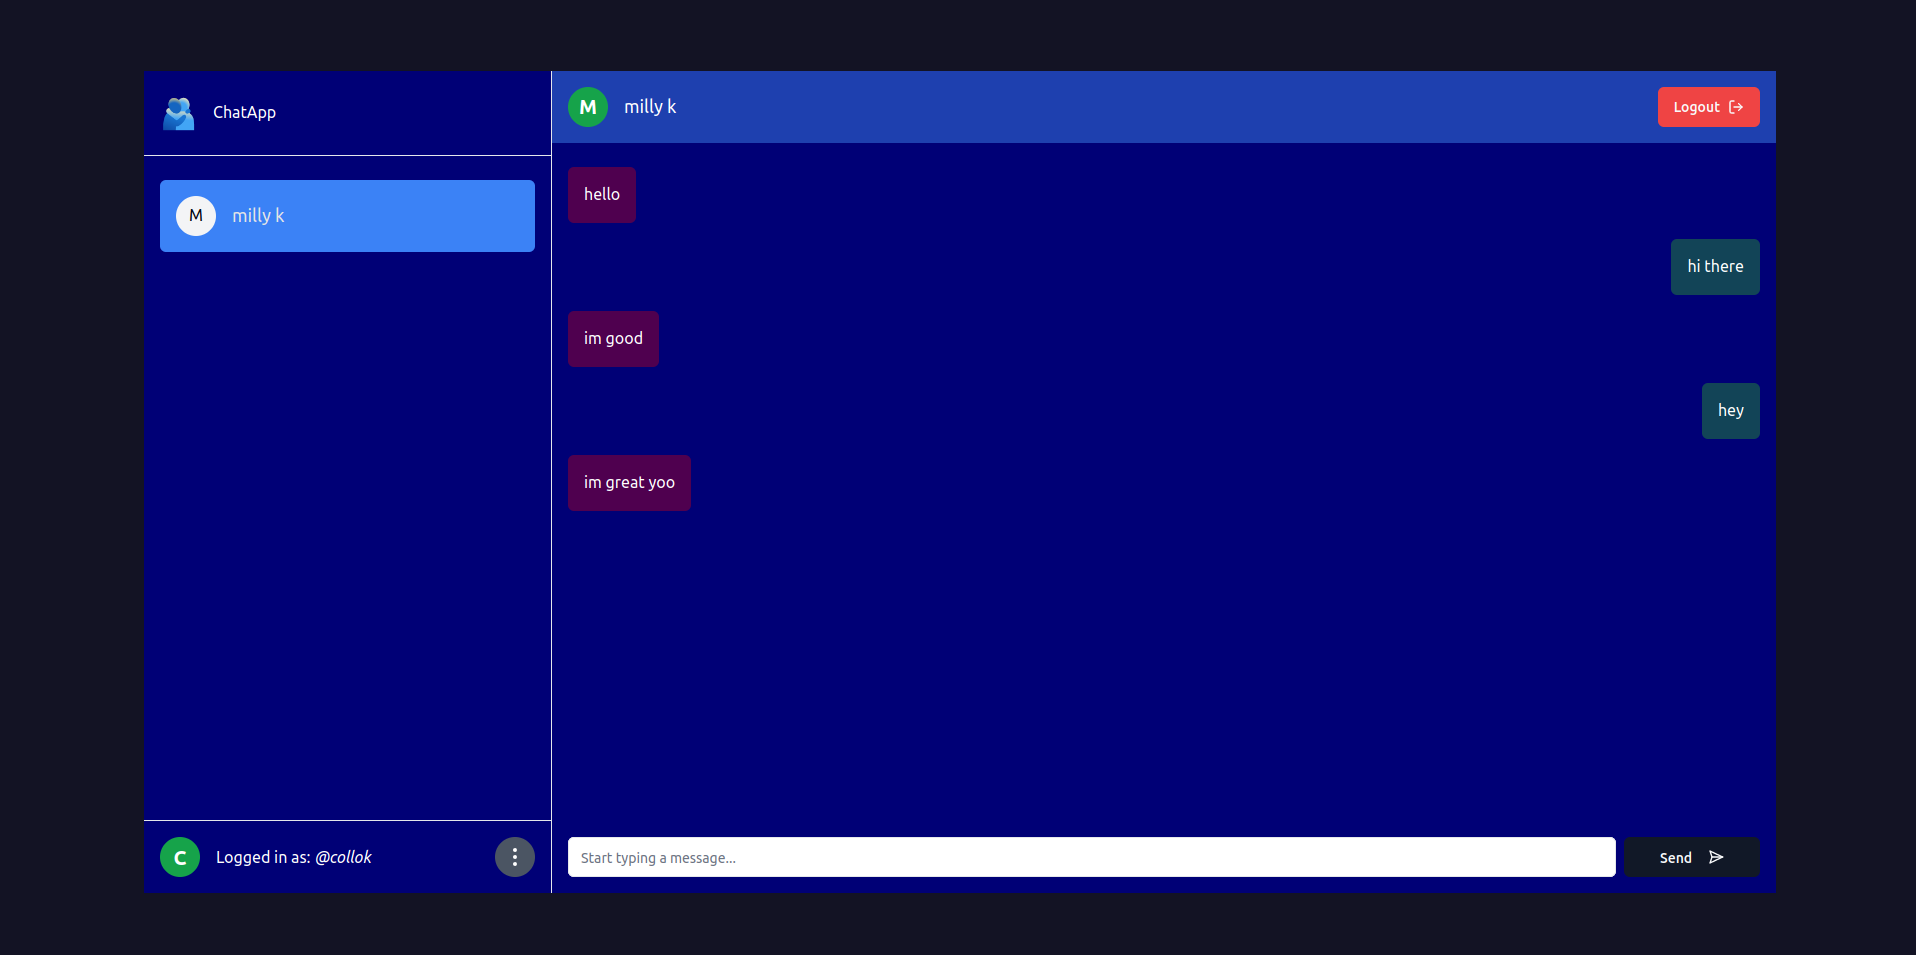 ChatApp
M
milly k
C
Logged in as: @collok
M
milly k
Logout
hello
hi there
im good
hey
im great yoo
Start typing a message...
Send